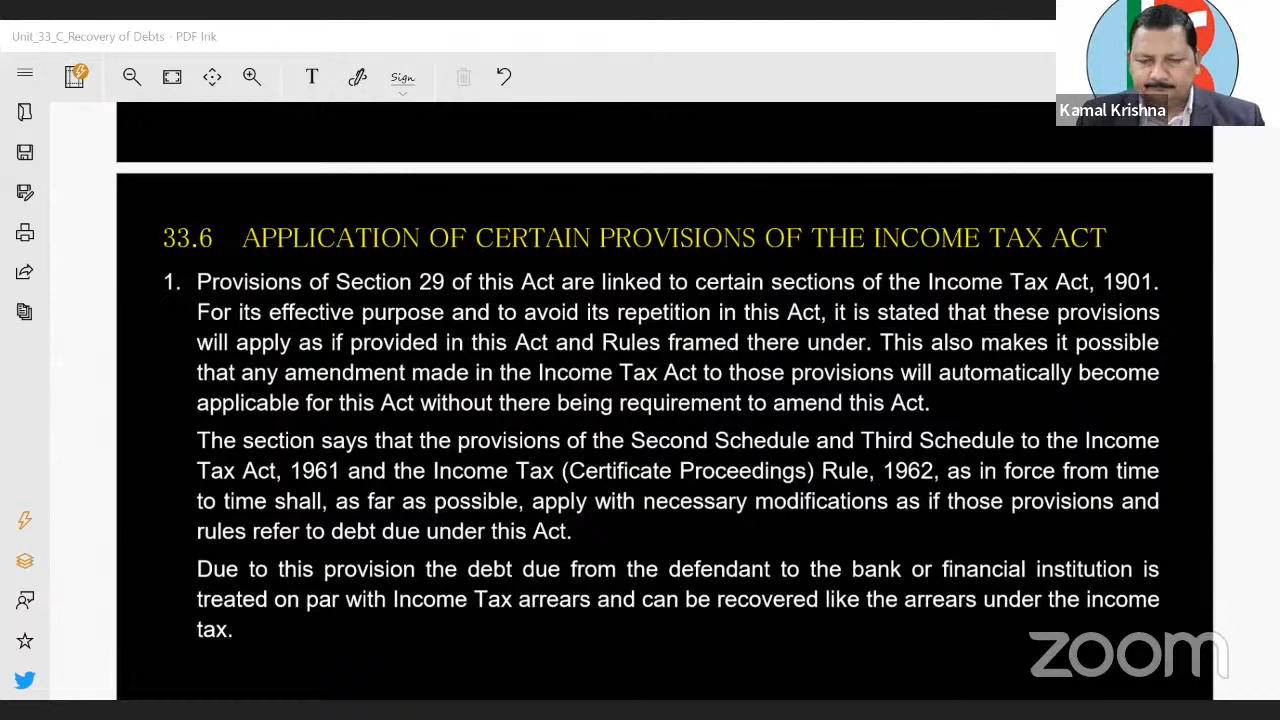 Unit_33_C_Recovery of Debts - PDF Ink
T
Sign
Kamal Krishna
33.6 APPLICATION OF CERTAIN PROVISIONS OF THE INCOME TAX ACT
1. Provisions of Section 29 of this Act are linked to certain sections of the Income Tax Act, 1901.
For its effective purpose and to avoid its repetition in this Act, it is stated that these provisions
will apply as if provided in this Act and Rules framed there under. This also makes it possible
that any amendment made in the Income Tax Act to those provisions will automatically become
applicable for this Act without there being requirement to amend this Act.
The section says that the provisions of the Second Schedule and Third Schedule to the Income
Tax Act, 1961 and the Income Tax (Certificate Proceedings) Rule, 1962, as in force from time
to time shall, as far as possible, apply with necessary modifications as if those provisions and
rules refer to debt due under this Act.
Due to this provision the debt due from the defendant to the bank or financial institution is
treated on par with Income Tax arrears and can be recovered like the arrears under the income
tax.
zoom